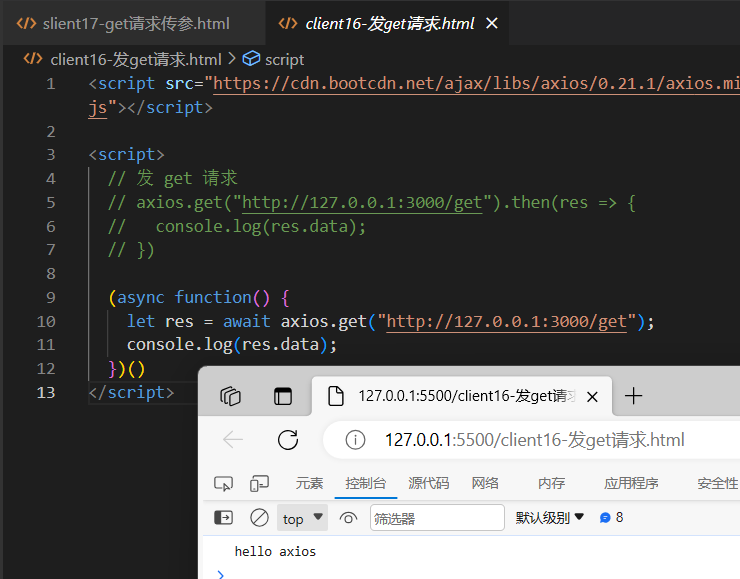 slient17-get请求传参.html
client16-发get请求.html
client16-发get请求.html > script
1 <script src="https://cdn.bootcdn.net/ajax/libs/axios/0.21.1/axios.mi
js"></script>
2
3 <script>
4 // 发 get 请求
5 // axios.get("http://127.0.0.1:3000/get").then(res => {
6 //   console.log(res.data);
7 // })
8
9 (async function() {
10 let res = await axios.get("http://127.0.0.1:3000/get");
11 console.log(res.data);
12 })()
13 </script>
127.0.0.1:5500/client16-发get请求
127.0.0.1:5500/client16-发get请求.html
元素 控制台 源代码 网络 内存 应用程序 安全性
top 筛选器 默认级别 8
hello axios